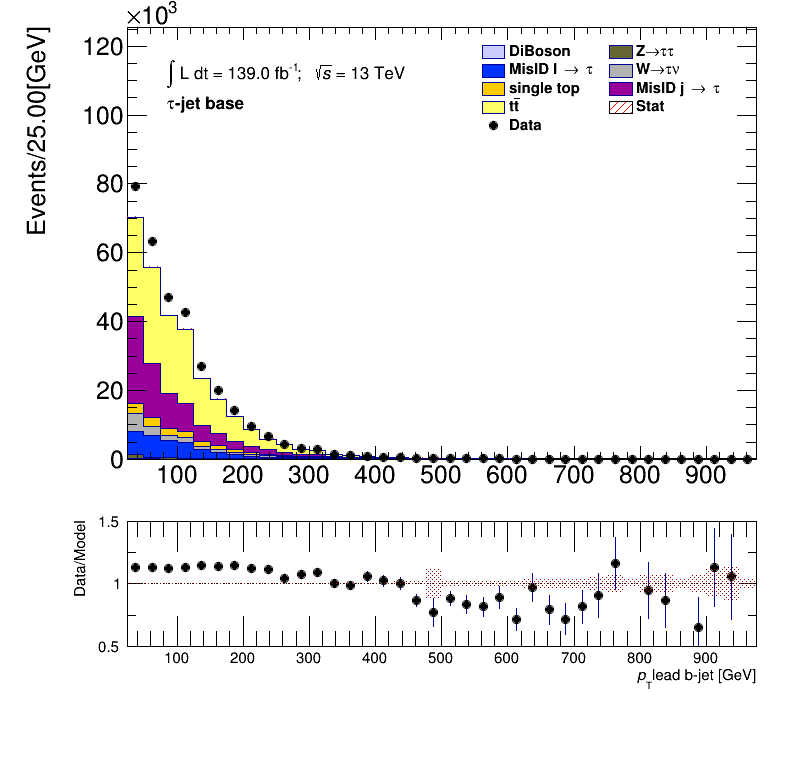 ×10³
Events/25.00[GeV]
120
100
80
60
40
20
0
∫ L dt = 139.0 fb⁻¹; √s = 13 TeV
τ-jet base
DiBoson
MisID l → τ
single top
tt̄
Data
Z→ττ
W→τν
MisID j → τ
Stat
100 200 300 400 500 600 700 800 900
Data/Model
1.5
1
0.5
100 200 300 400 500 600 700 800 900
p_T lead b-jet [GeV]